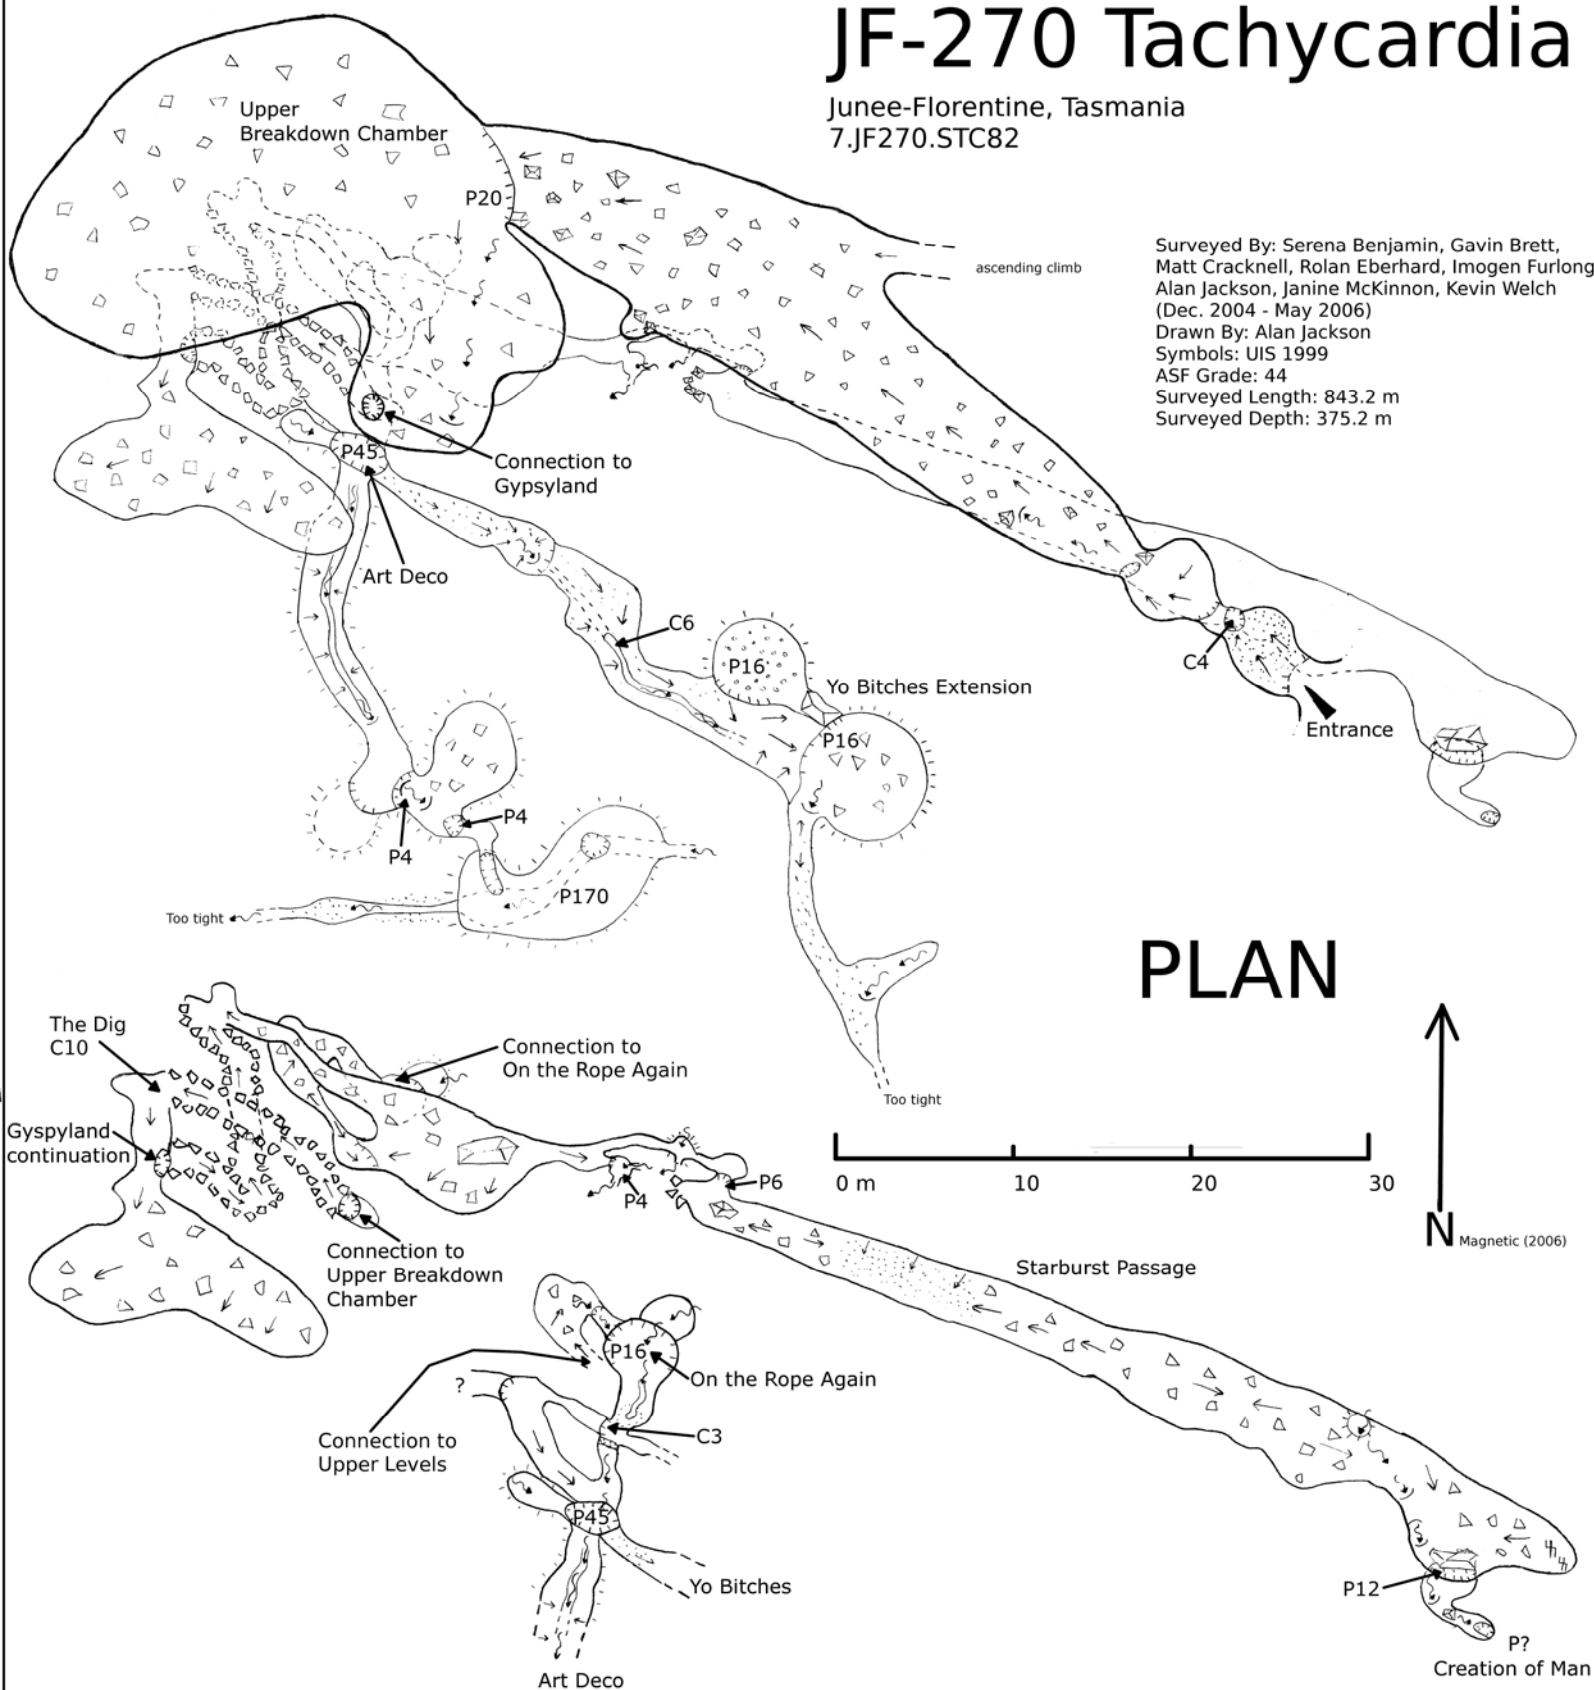 JF-270 Tachycardia
Junee-Florentine, Tasmania
7.JF270.STC82
Upper
Breakdown Chamber
P20
ascending climb
Surveyed By: Serena Benjamin, Gavin Brett,
Matt Cracknell, Rolan Eberhard, Imogen Furlong
Alan Jackson, Janine McKinnon, Kevin Welch
(Dec. 2004 - May 2006)
Drawn By: Alan Jackson
Symbols: UIS 1999
ASF Grade: 44
Surveyed Length: 843.2 m
Surveyed Depth: 375.2 m
P45
Connection to
Gypsyland
Art Deco
C6
P16
Yo Bitches Extension
P16
C4
Entrance
P4
P4
P170
Too tight
Too tight
PLAN
The Dig
C10
Connection to
On the Rope Again
Gyspyland
continuation
P4
P6
0 m 10 20 30
N Magnetic (2006)
Connection to
Upper Breakdown
Chamber
Starburst Passage
P16
On the Rope Again
?
C3
Connection to
Upper Levels
P45
Yo Bitches
Art Deco
P12
P?
Creation of Man